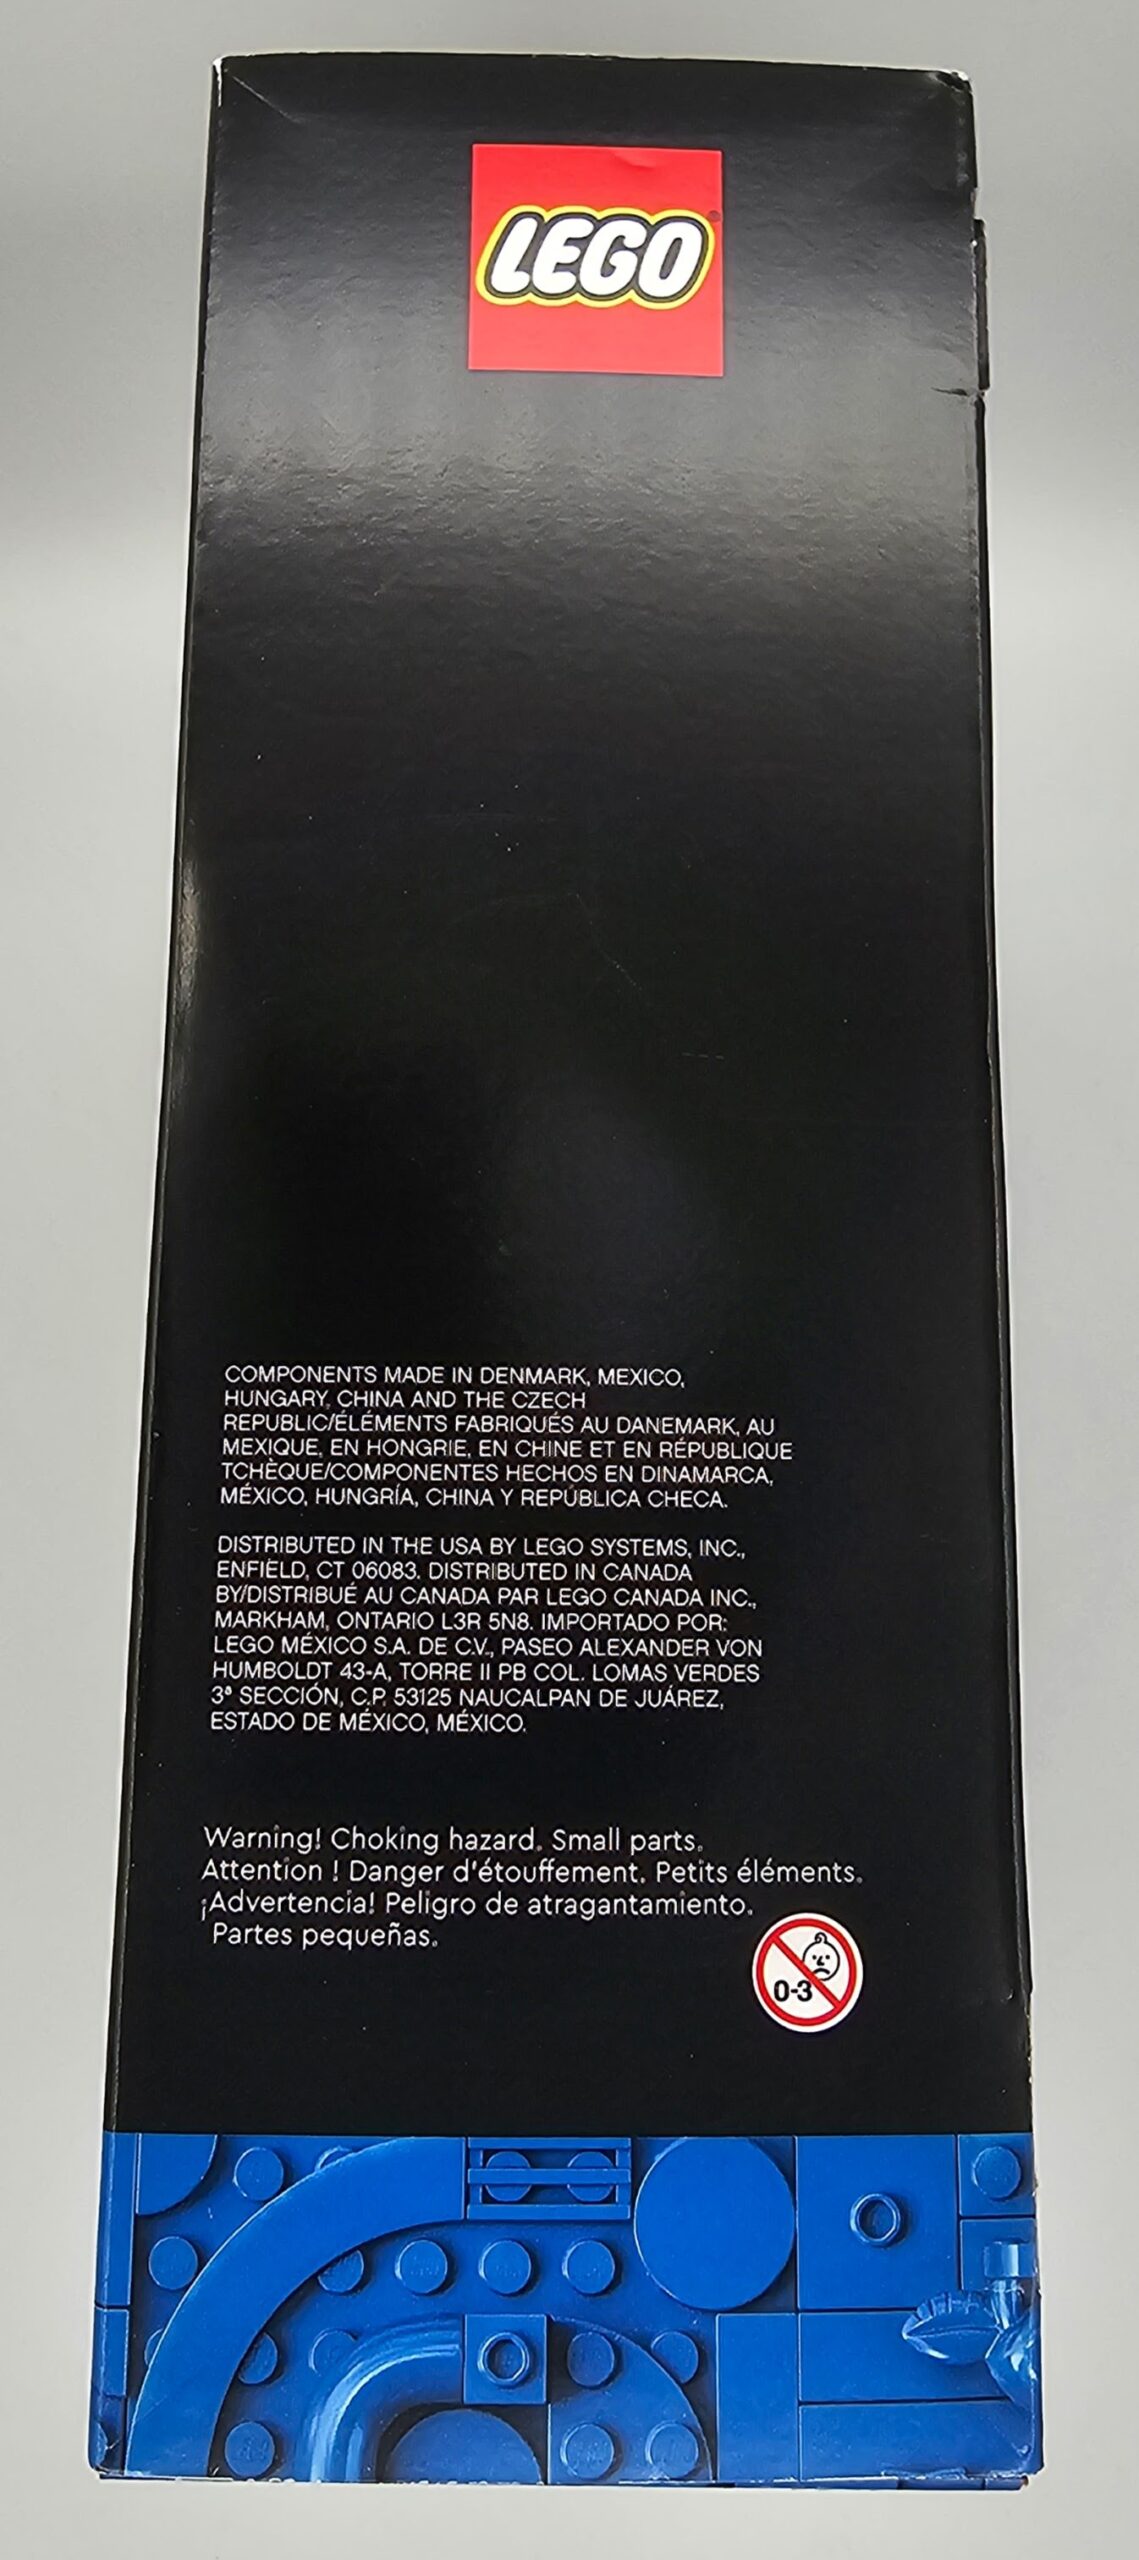 LEGO
COMPONENTS MADE IN DENMARK, MEXICO,
HUNGARY, CHINA AND THE CZECH
REPUBLIC/ÉLÉMENTS FABRIQUÉS AU DANEMARK, AU
MEXIQUE, EN HONGRIE, EN CHINE ET EN RÉPUBLIQUE
TCHÈQUE/COMPONENTES HECHOS EN DINAMARCA,
MÉXICO, HUNGRÍA, CHINA Y REPÚBLICA CHECA.
DISTRIBUTED IN THE USA BY LEGO SYSTEMS, INC.,
ENFIELD, CT 06083. DISTRIBUTED IN CANADA
BY/DISTRIBUÉ AU CANADA PAR LEGO CANADA INC.,
MARKHAM, ONTARIO L3R 5N8. IMPORTADO POR:
LEGO MÉXICO S.A. DE C.V., PASEO ALEXANDER VON
HUMBOLDT 43-A, TORRE II PB COL. LOMAS VERDES
3ª SECCIÓN, C.P. 53125 NAUCALPAN DE JUÁREZ,
ESTADO DE MÉXICO, MÉXICO.
Warning! Choking hazard. Small parts.
Attention ! Danger d'étouffement. Petits éléments.
¡Advertencia! Peligro de atragantamiento.
Partes pequeñas.
0-3